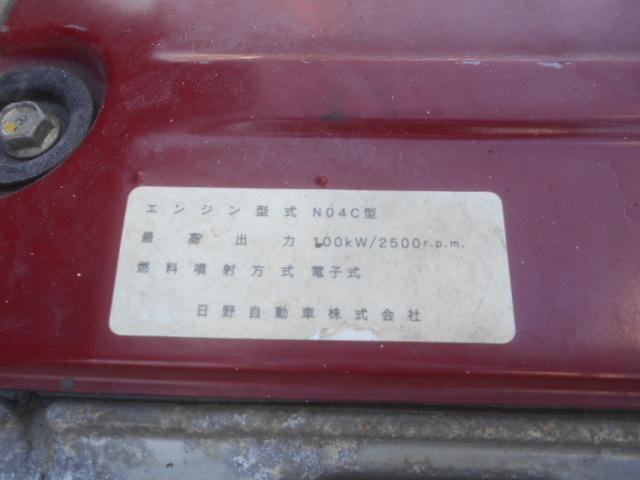 エンジン型式 N04C型
最高出力 100kW/2500r.p.m.
燃料噴射方式 電子式
日野自動車株式会社